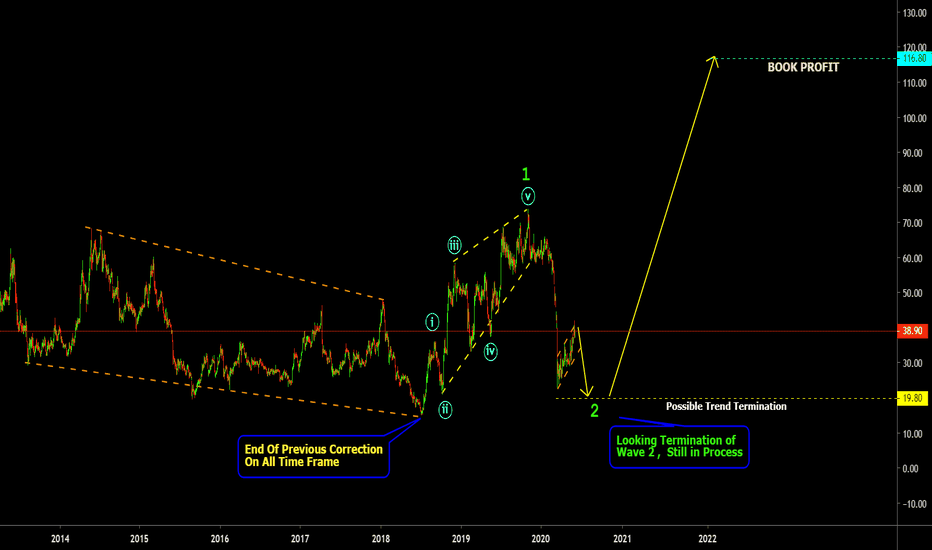 130.00
120.00
116.80
BOOK PROFIT
110.00
100.00
90.00
80.00
1
v
70.00
iii
60.00
50.00
i
38.90
iv
30.00
19.80
Possible Trend Termination
ii
2
10.00
End Of Previous Correction
On All Time Frame
Looking Termination of
Wave 2 , Still in Process
0.00
−10.00
2014 2015 2016 2017 2018 2019 2020 2021 2022